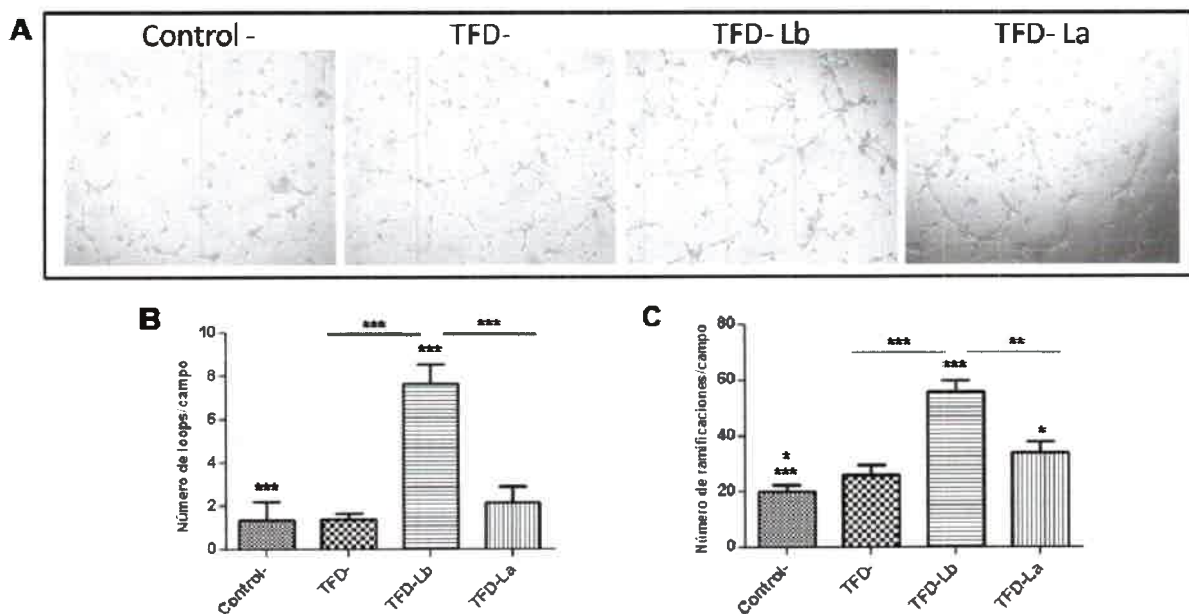 A
Control -
TFD-
TFD- Lb
TFD- La
B
Número de loops/campo
10
8
6
4
2
0
***
***
***
***
Control-
TFD-
TFD-Lb
TFD-La
C
Número de ramificaciones/campo
80
60
40
20
0
***
**
***
*
*
***
Control-
TFD-
TFD-Lb
TFD-La